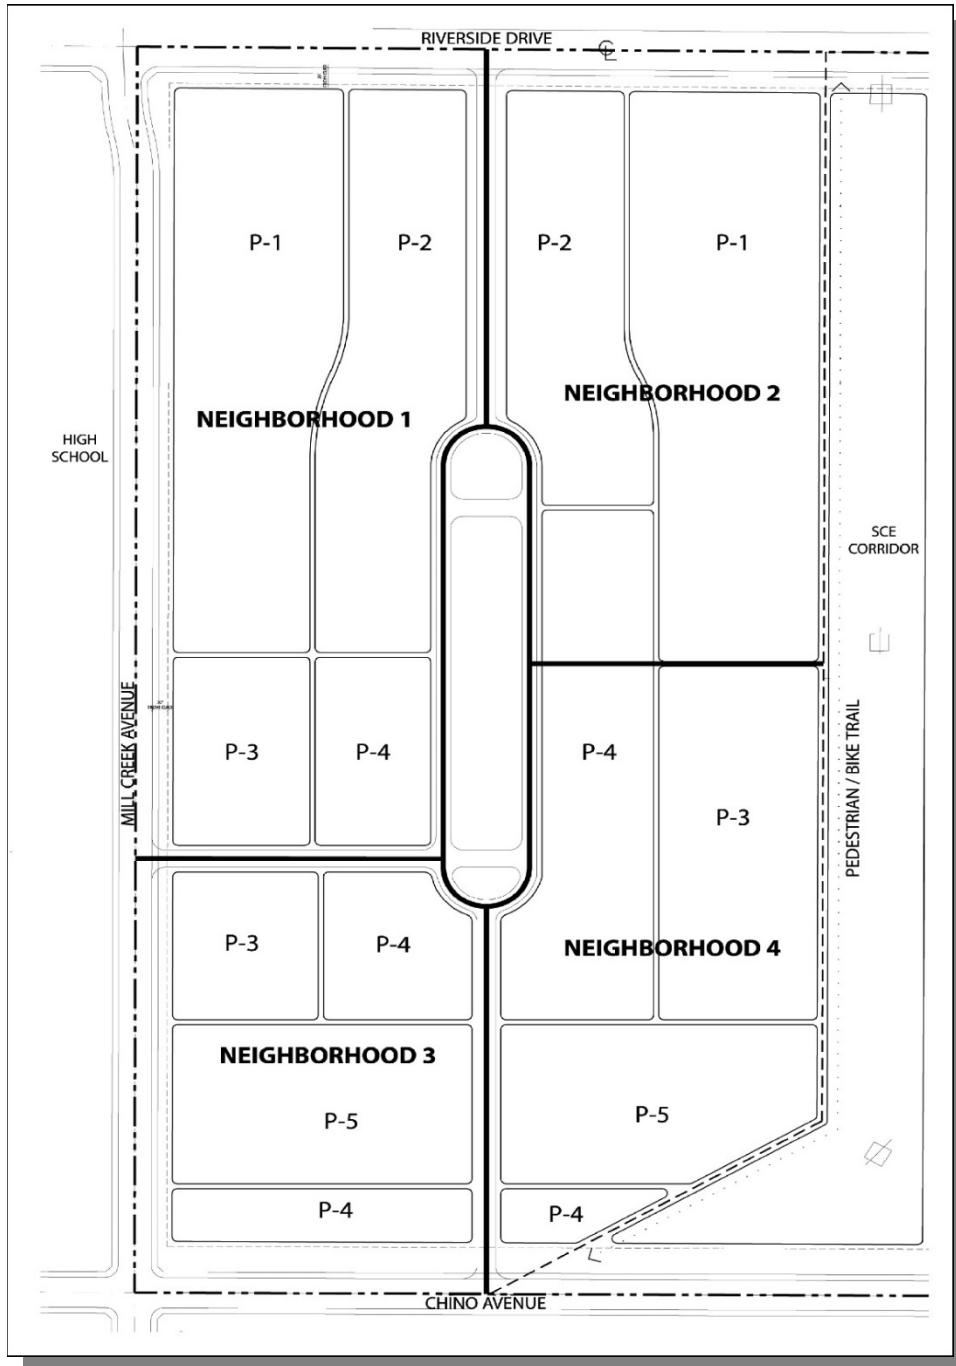 RIVERSIDE DRIVE
P-1
P-2
P-2
P-1
NEIGHBORHOOD 1
NEIGHBORHOOD 2
HIGH
SCHOOL
SCE
CORRIDOR
MILL CREEK AVENUE
PEDESTRIAN / BIKE TRAIL
P-3
P-4
P-4
P-3
P-3
P-4
NEIGHBORHOOD 4
NEIGHBORHOOD 3
P-5
P-5
P-4
P-4
CHINO AVENUE